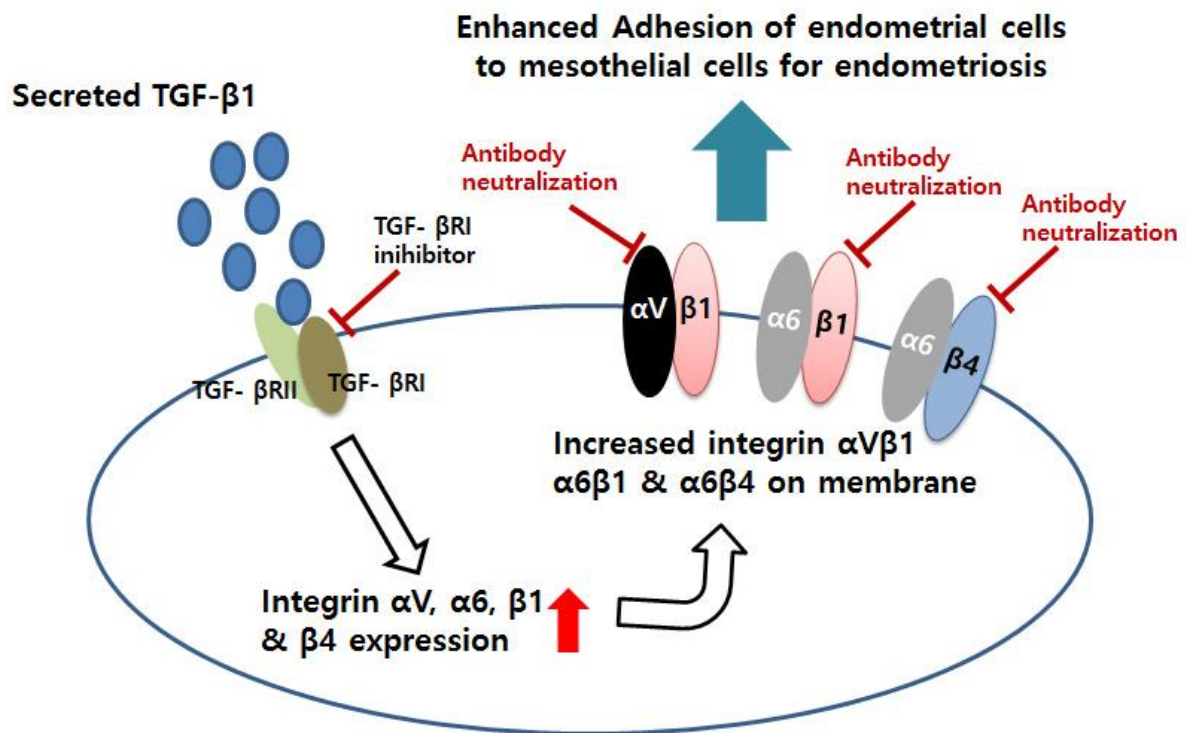 Enhanced Adhesion of endometrial cells
to mesothelial cells for endometriosis
Secreted TGF-β1
Antibody
neutralization
Antibody
neutralization
Antibody
neutralization
TGF- βRI
inihibitor
αV
β1
α6
β1
α6
β4
TGF- βRII
TGF- βRI
Increased integrin αVβ1
α6β1 & α6β4 on membrane
Integrin αV, α6, β1
& β4 expression